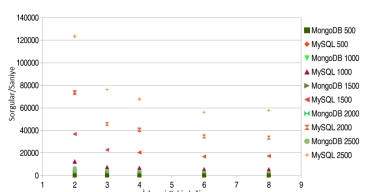 140000
120000
100000
80000
60000
40000
20000
0
1 2 3 4 5 6 7 8 9
Sorgular/Saniye
MongoDB 500
MySQL 500
MongoDB 1000
MySQL 1000
MongoDB 1500
MySQL 1500
MongoDB 2000
MySQL 2000
MongoDB 2500
MySQL 2500